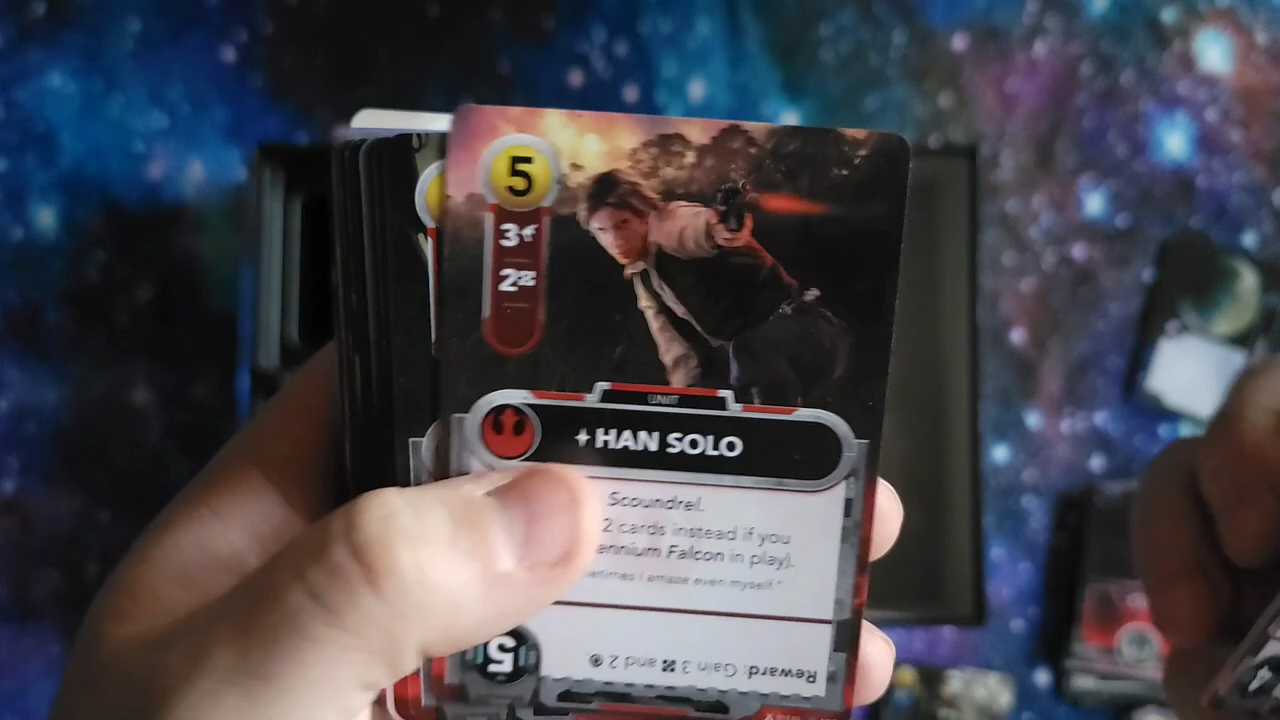 5
3
2
UNIT
HAN SOLO
Scoundrel.
2 cards instead if you
ennium Falcon in play).
etimes I amaze even myself."
5
Reward: Gain 3 and 2